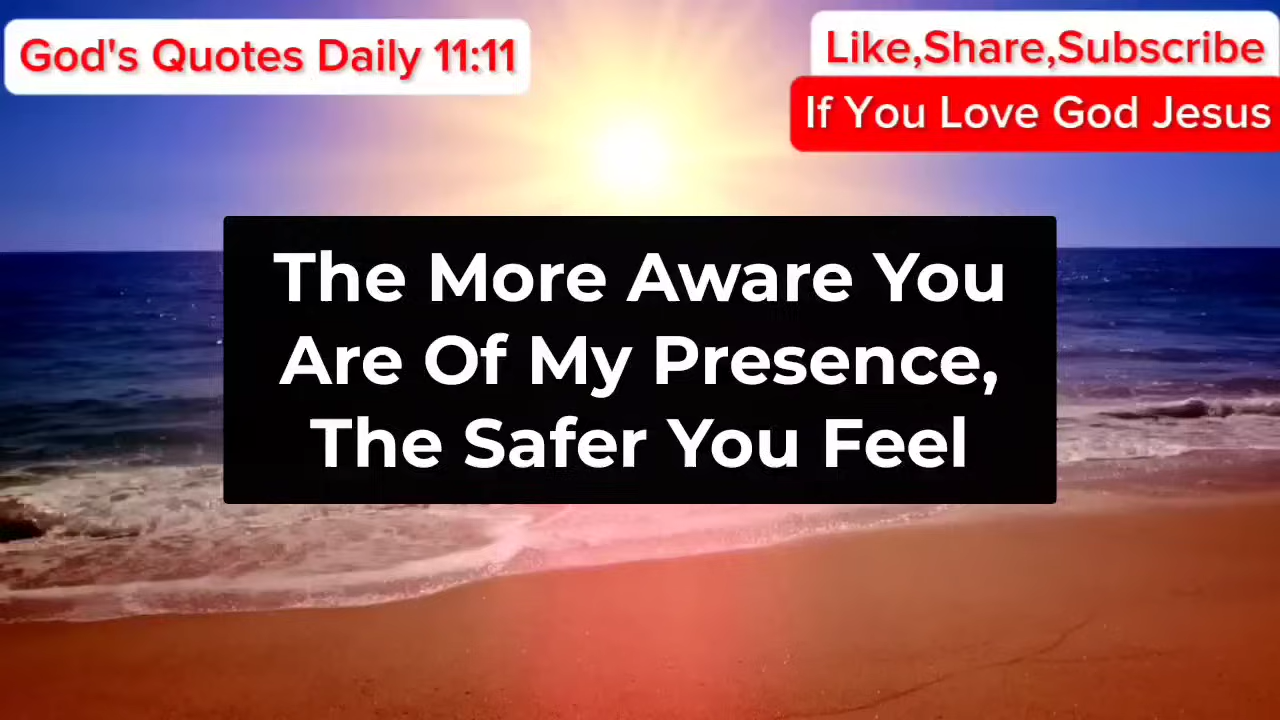 God's Quotes Daily 11:11
Like,Share,Subscribe
If You Love God Jesus
The More Aware You
Are Of My Presence,
The Safer You Feel